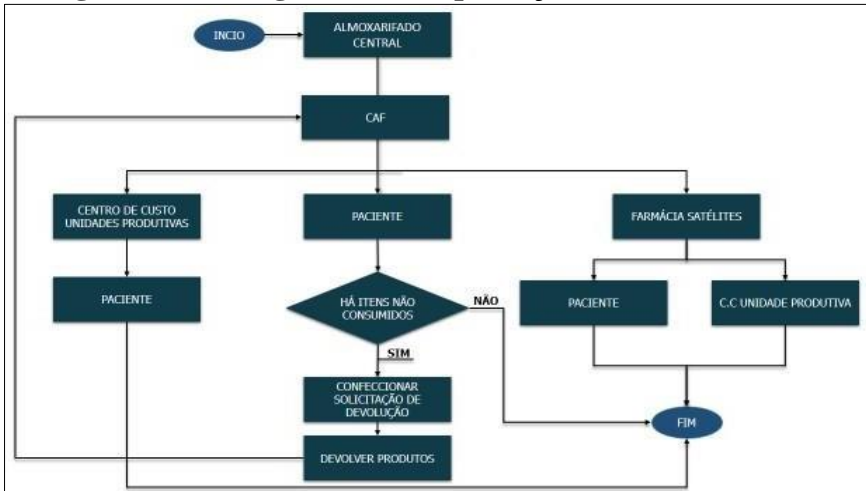 INCIO
ALMOXARIFADO
CENTRAL
CAF
CENTRO DE CUSTO
UNIDADES PRODUTIVAS
PACIENTE
FARMÁCIA SATÉLITES
PACIENTE
HÁ ITENS NÃO
CONSUMIDOS
NÃO
PACIENTE
C.C UNIDADE PRODUTIVA
SIM
CONFECCIONAR
SOLICITAÇÃO DE
DEVOLUÇÃO
FIM
DEVOLVER PRODUTOS